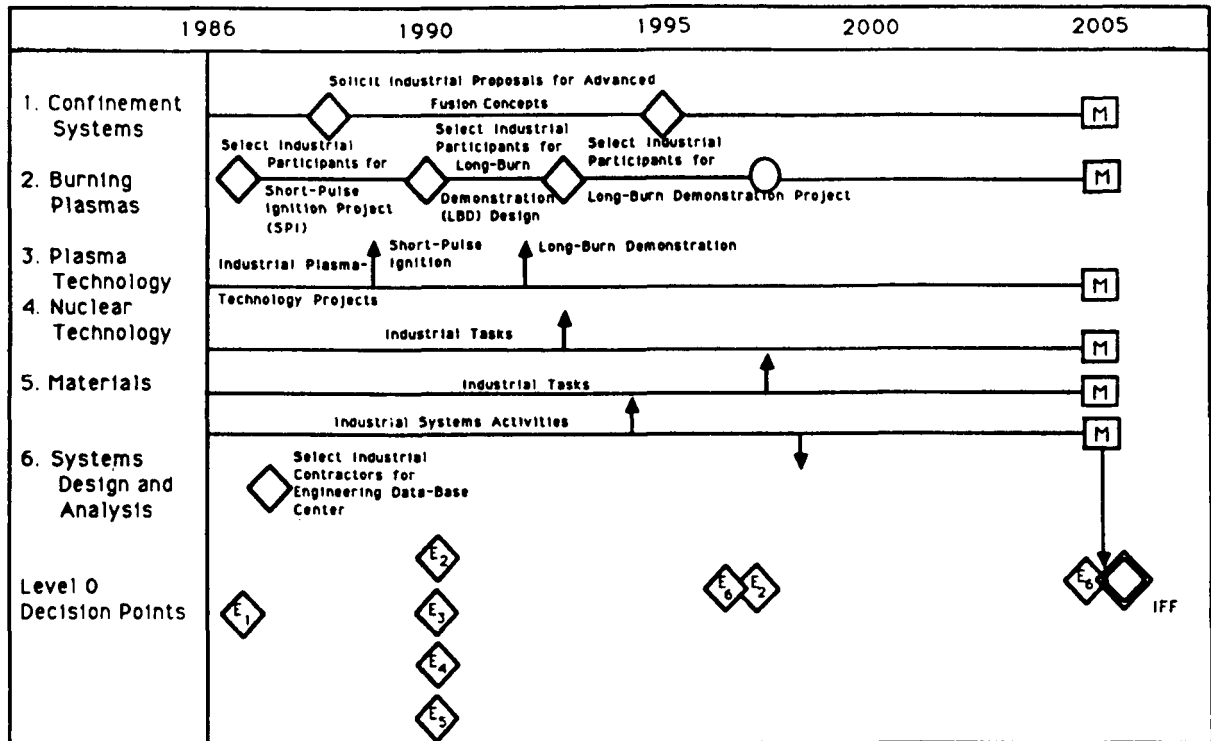 1986 1990 1995 2000 2005
1. Confinement
Systems
Solicit Industrial Proposals for Advanced
Fusion Concepts
M
2. Burning
Plasmas
Select Industrial
Participants for
Short-Pulse
Ignition Project
(SPI)
Select Industrial
Participants for
Long-Burn
Demonstration
(LBD) Design
Select Industrial
Participants for
Long-Burn Demonstration Project
M
3. Plasma
Technology
Industrial Plasma-
Technology Projects
Short-Pulse
Ignition
Long-Burn Demonstration
M
4. Nuclear
Technology
Industrial Tasks
M
5. Materials
Industrial Tasks
M
Industrial Systems Activities
M
6. Systems
Design and
Analysis
Select Industrial
Contractors for
Engineering Data-Base
Center
Level 0
Decision Points
E1
E2
E3
E4
E5
E6
E2
E6
IFF